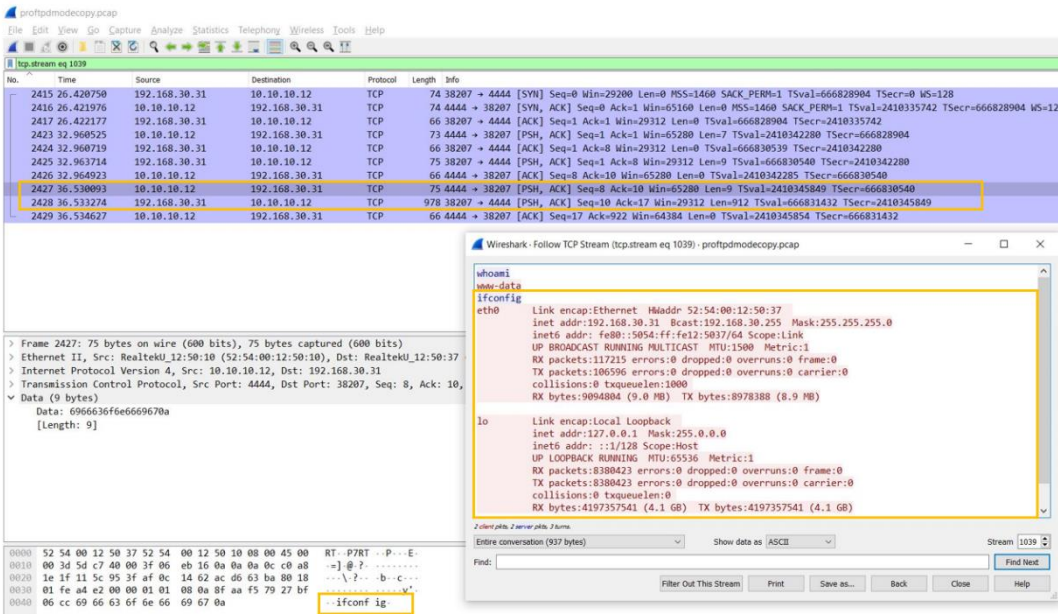 proftpdmodecopy.pcap
File Edit View Go Capture Analyze Statistics Telephony Wireless Tools Help
tcp.stream eq 1039
No. Time Source Destination Protocol Length Info
2415 26.420750 192.168.30.31 10.10.10.12 TCP 74 38207 → 4444 [SYN] Seq=0 Win=29200 Len=0 MSS=1460 SACK_PERM=1 TSval=666828904 TSecr=0 WS=128
2416 26.421976 10.10.10.12 192.168.30.31 TCP 74 4444 → 38207 [SYN, ACK] Seq=0 Ack=1 Win=65160 Len=0 MSS=1460 SACK_PERM=1 TSval=2410335742 TSecr=666828904 WS=12
2417 26.422177 192.168.30.31 10.10.10.12 TCP 66 38207 → 4444 [ACK] Seq=1 Ack=1 Win=29312 Len=0 TSval=666828904 TSecr=2410335742
2423 32.960525 10.10.10.12 192.168.30.31 TCP 73 4444 → 38207 [PSH, ACK] Seq=1 Ack=1 Win=65280 Len=7 TSval=2410342280 TSecr=666828904
2424 32.960719 192.168.30.31 10.10.10.12 TCP 66 38207 → 4444 [ACK] Seq=1 Ack=8 Win=29312 Len=0 TSval=666830539 TSecr=2410342280
2425 32.963714 192.168.30.31 10.10.10.12 TCP 75 38207 → 4444 [PSH, ACK] Seq=1 Ack=8 Win=29312 Len=9 TSval=666830540 TSecr=2410342280
2426 32.964923 10.10.10.12 192.168.30.31 TCP 66 4444 → 38207 [ACK] Seq=8 Ack=10 Win=65280 Len=0 TSval=2410342285 TSecr=666830540
2427 36.530093 10.10.10.12 192.168.30.31 TCP 75 4444 → 38207 [PSH, ACK] Seq=8 Ack=10 Win=65280 Len=9 TSval=2410345849 TSecr=666830540
2428 36.533274 192.168.30.31 10.10.10.12 TCP 978 38207 → 4444 [PSH, ACK] Seq=10 Ack=17 Win=29312 Len=912 TSval=666831432 TSecr=2410345849
2429 36.534627 10.10.10.12 192.168.30.31 TCP 66 4444 → 38207 [ACK] Seq=17 Ack=922 Win=64384 Len=0 TSval=2410345854 TSecr=666831432
Wireshark · Follow TCP Stream (tcp.stream eq 1039) · proftpdmodecopy.pcap
whoami
www-data
ifconfig
eth0 Link encap:Ethernet HWaddr 52:54:00:12:50:37
inet addr:192.168.30.31 Bcast:192.168.30.255 Mask:255.255.255.0
inet6 addr: fe80::5054:ff:fe12:5037/64 Scope:Link
UP BROADCAST RUNNING MULTICAST MTU:1500 Metric:1
RX packets:117215 errors:0 dropped:0 overruns:0 frame:0
TX packets:106596 errors:0 dropped:0 overruns:0 carrier:0
collisions:0 txqueuelen:1000
RX bytes:9094804 (9.0 MB) TX bytes:8978388 (8.9 MB)
lo Link encap:Local Loopback
inet addr:127.0.0.1 Mask:255.0.0.0
inet6 addr: ::1/128 Scope:Host
UP LOOPBACK RUNNING MTU:65536 Metric:1
RX packets:8380423 errors:0 dropped:0 overruns:0 frame:0
TX packets:8380423 errors:0 dropped:0 overruns:0 carrier:0
collisions:0 txqueuelen:0
RX bytes:4197357541 (4.1 GB) TX bytes:4197357541 (4.1 GB)
2 client pkts, 2 server pkts, 3 turns.
Entire conversation (937 bytes) Show data as ASCII Stream 1039
Find: Find Next
Filter Out This Stream Print Save as... Back Close Help
Frame 2427: 75 bytes on wire (600 bits), 75 bytes captured (600 bits)
Ethernet II, Src: RealtekU_12:50:10 (52:54:00:12:50:10), Dst: RealtekU_12:50:37
Internet Protocol Version 4, Src: 10.10.10.12, Dst: 192.168.30.31
Transmission Control Protocol, Src Port: 4444, Dst Port: 38207, Seq: 8, Ack: 10,
Data (9 bytes)
Data: 6966636f6e6669670a
[Length: 9]
0000 52 54 00 12 50 37 52 54 00 12 50 10 08 00 45 00 RT··P7RT ··P···E·
0010 00 3d 5d c7 40 00 3f 06 eb 16 0a 0a 0a 0c c0 a8 ·=]·@·?· ········
0020 1e 1f 11 5c 95 3f af 0c 14 62 ac d6 63 ba 80 18 ···\·?·· ·b··c···
0030 01 fe a4 e2 00 00 01 01 08 0a 8f aa f5 79 27 bf ········ ·····y'·
0040 06 cc 69 66 63 6f 6e 66 69 67 0a ··ifconf ig·